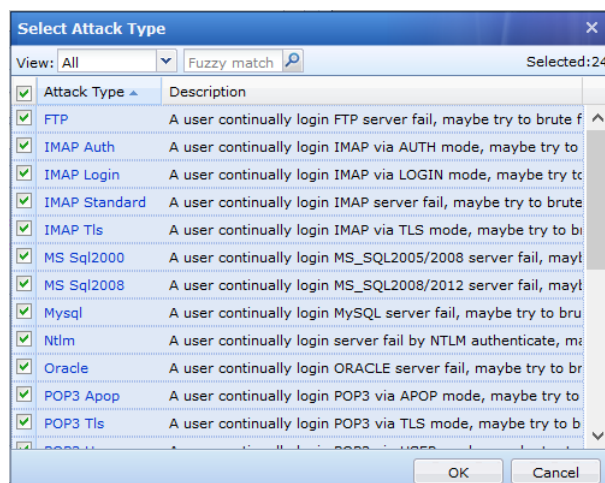 Select Attack Type
View: All Fuzzy match Selected:24
Attack Type Description
FTP A user continually login FTP server fail, maybe try to brute f
IMAP Auth A user continually login IMAP via AUTH mode, maybe try to
IMAP Login A user continually login IMAP via LOGIN mode, maybe try to
IMAP Standard A user continually login IMAP server fail, maybe try to brute
IMAP Tls A user continually login IMAP via TLS mode, maybe try to br
MS Sql2000 A user continually login MS_SQL2005/2008 server fail, mayb
MS Sql2008 A user continually login MS_SQL2008/2012 server fail, mayb
Mysql A user continually login MySQL server fail, maybe try to bru
Ntlm A user continually login server fail by NTLM authenticate, ma
Oracle A user continually login ORACLE server fail, maybe try to br
POP3 Apop A user continually login POP3 via APOP mode, maybe try to
POP3 Tls A user continually login POP3 via TLS mode, maybe try to b
OK Cancel